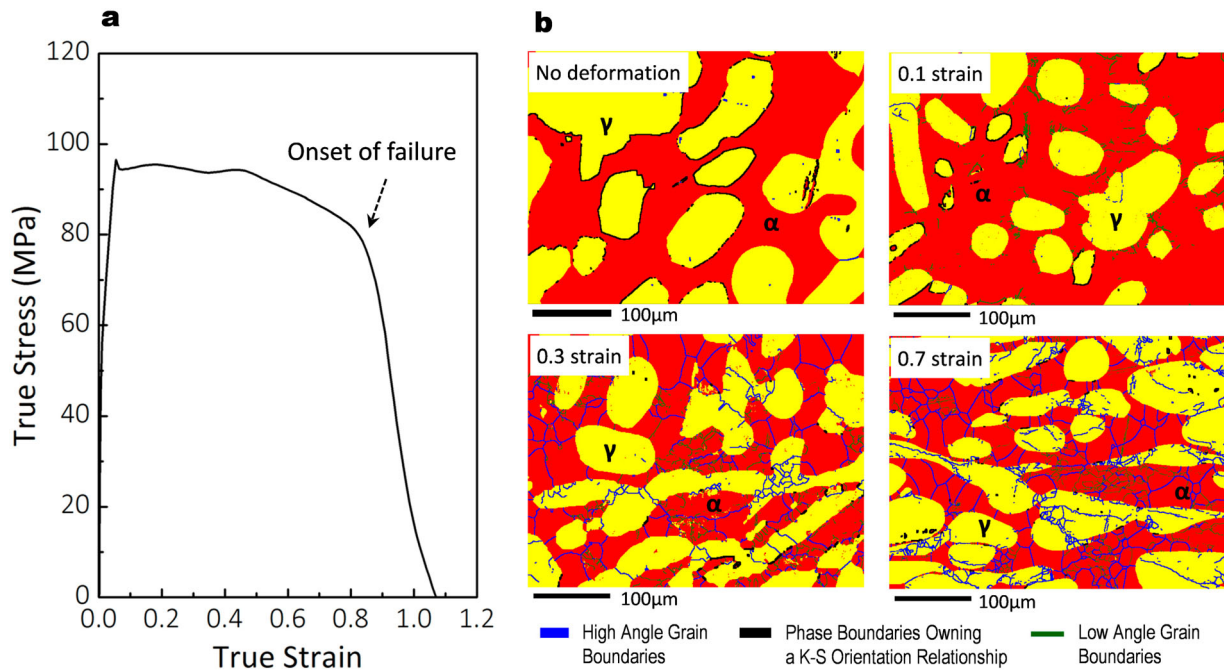 a
True Stress (MPa)
120
100
80
60
40
20
0
0.0 0.2 0.4 0.6 0.8 1.0 1.2
True Strain
Onset of failure
b
No deformation
γ
α
100μm
0.1 strain
α
γ
100μm
0.3 strain
γ
α
100μm
0.7 strain
α
γ
100μm
High Angle Grain
Boundaries
Phase Boundaries Owning
a K-S Orientation Relationship
Low Angle Grain
Boundaries